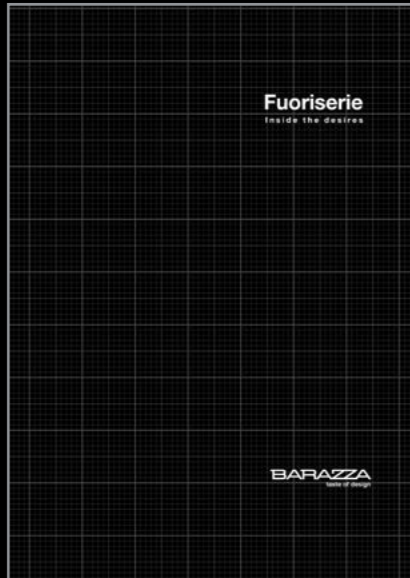 Fuoriserie
Inside the desires
BARAZZA
taste of design